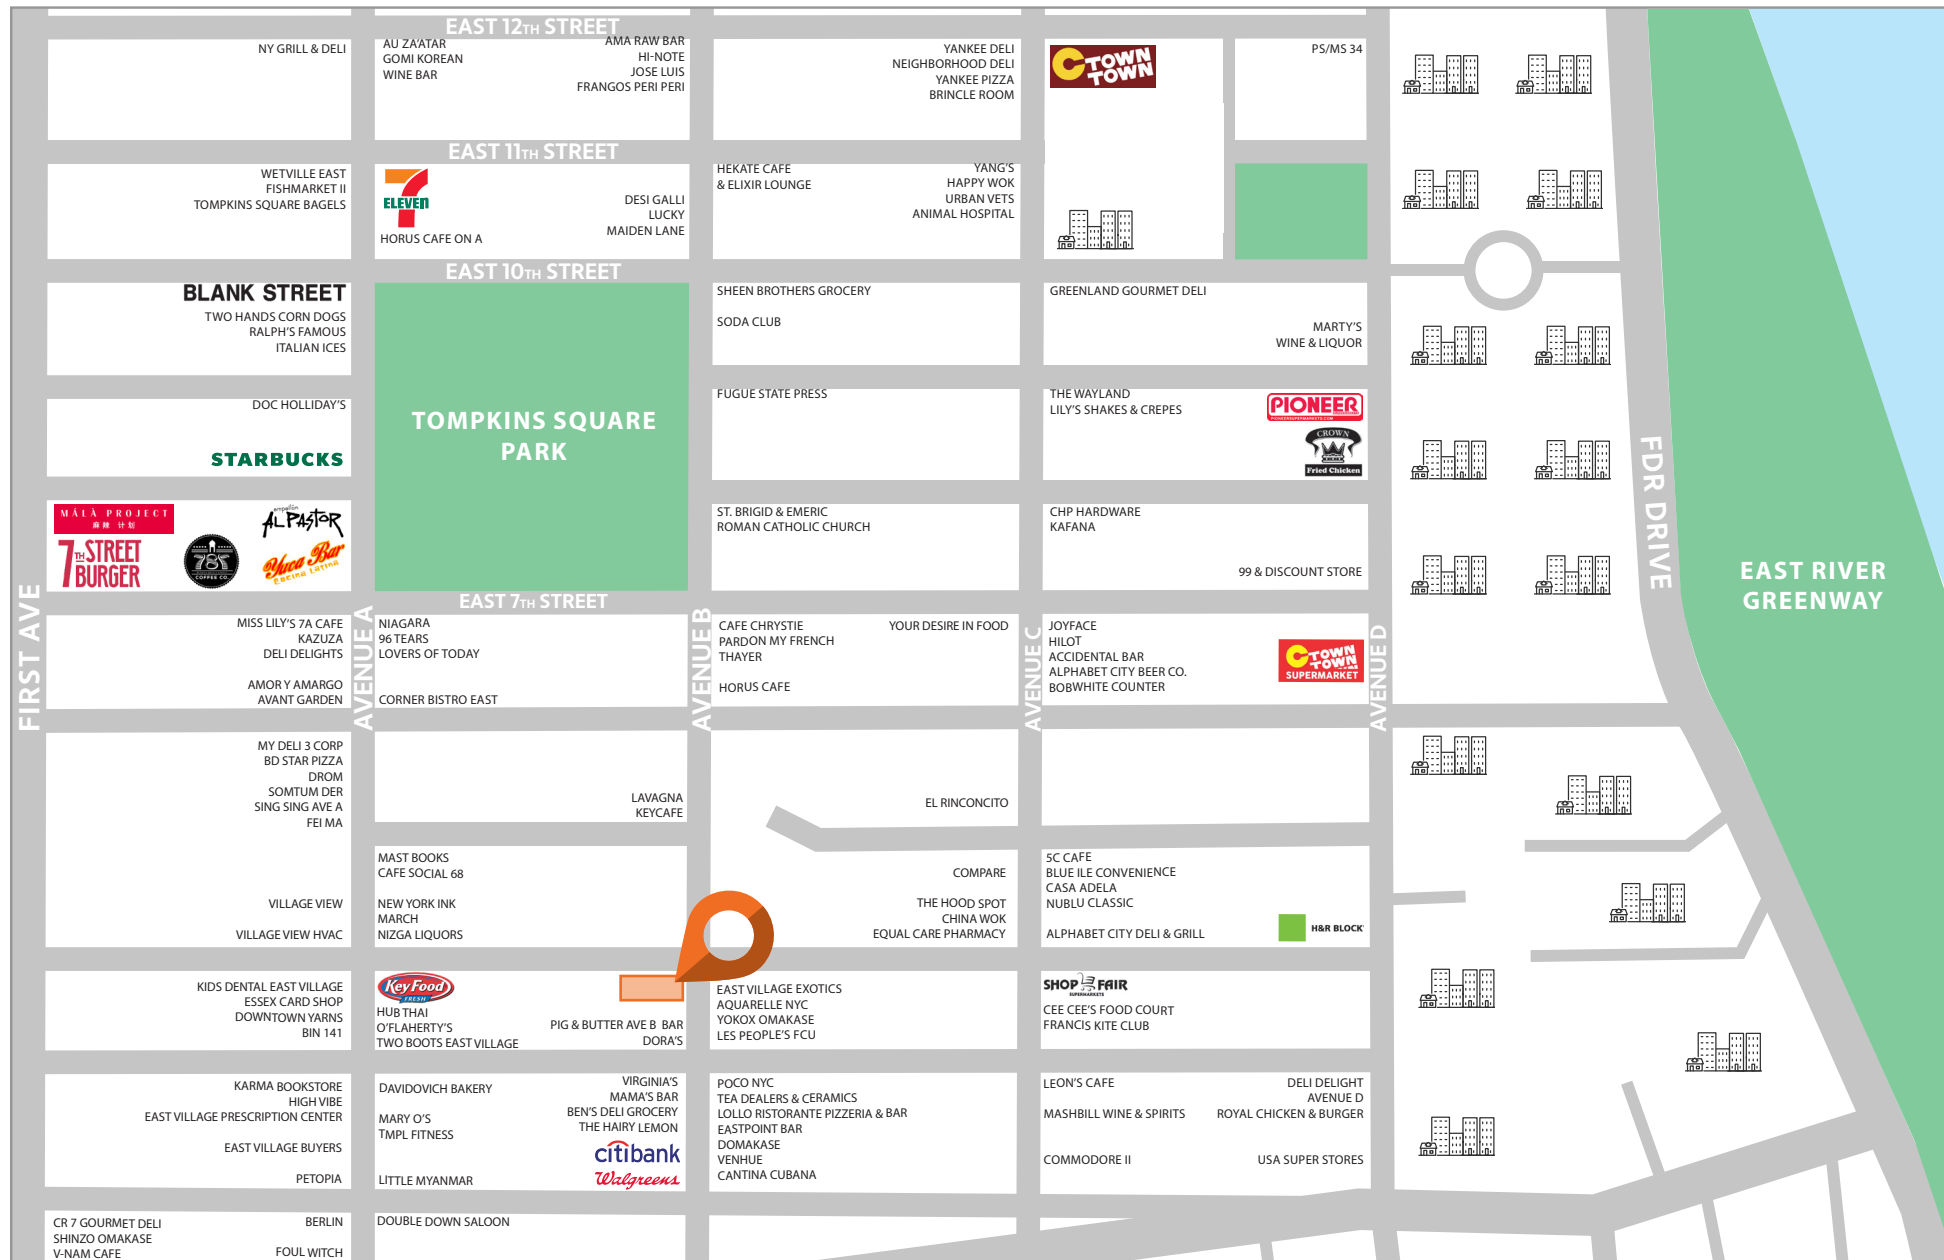 EAST 12TH STREET
NY GRILL & DELI
AU ZA'ATAR
GOMI KOREAN
WINE BAR
AMA RAW BAR
HI-NOTE
JOSE LUIS
FRANGOS PERI PERI
YANKEE DELI
NEIGHBORHOOD DELI
YANKEE PIZZA
BRINCLE ROOM
CTOWN
TOWN
PS/MS 34
EAST 11TH STREET
WETVILLE EAST
FISHMARKET II
TOMPKINS SQUARE BAGELS
7
ELEVEN
HORUS CAFE ON A
DESI GALLI
LUCKY
MAIDEN LANE
HEKATE CAFE
& ELIXIR LOUNGE
YANG'S
HAPPY WOK
URBAN VETS
ANIMAL HOSPITAL
EAST 10TH STREET
BLANK STREET
TWO HANDS CORN DOGS
RALPH'S FAMOUS
ITALIAN ICES
SHEEN BROTHERS GROCERY
SODA CLUB
GREENLAND GOURMET DELI
MARTY'S
WINE & LIQUOR
DOC HOLLIDAY'S
STARBUCKS
TOMPKINS SQUARE
PARK
FUGUE STATE PRESS
THE WAYLAND
LILY'S SHAKES & CREPES
PIONEER
PIONEERSUPERMARKETS.COM
CROWN
Fried Chicken
FDR DRIVE
MÁLÀ PROJECT
麻辣 计划
7TH STREET
BURGER
787
COFFEE CO.
empellón
AL PASTOR
Yuca Bar
Cocina Latina
ST. BRIGID & EMERIC
ROMAN CATHOLIC CHURCH
CHP HARDWARE
KAFANA
99 & DISCOUNT STORE
EAST RIVER
GREENWAY
EAST 7TH STREET
FIRST AVE
AVENUE A
AVENUE B
AVENUE C
AVENUE D
MISS LILY'S 7A CAFE
KAZUZA
DELI DELIGHTS
AMOR Y AMARGO
AVANT GARDEN
NIAGARA
96 TEARS
LOVERS OF TODAY
CORNER BISTRO EAST
CAFE CHRYSTIE
PARDON MY FRENCH
THAYER
HORUS CAFE
YOUR DESIRE IN FOOD
JOYFACE
HILOT
ACCIDENTAL BAR
ALPHABET CITY BEER CO.
BOBWHITE COUNTER
CTOWN
TOWN
SUPERMARKET
MY DELI 3 CORP
BD STAR PIZZA
DROM
SOMTUM DER
SING SING AVE A
FEI MA
VILLAGE VIEW
VILLAGE VIEW HVAC
LAVAGNA
KEYCAFE
EL RINCONCITO
MAST BOOKS
CAFE SOCIAL 68
NEW YORK INK
MARCH
NIZGA LIQUORS
COMPARE
THE HOOD SPOT
CHINA WOK
EQUAL CARE PHARMACY
5C CAFE
BLUE ILE CONVENIENCE
CASA ADELA
NUBLU CLASSIC
ALPHABET CITY DELI & GRILL
H&R BLOCK
KIDS DENTAL EAST VILLAGE
ESSEX CARD SHOP
DOWNTOWN YARNS
BIN 141
Key Food
FRESH
HUB THAI
O'FLAHERTY'S
TWO BOOTS EAST VILLAGE
PIG & BUTTER AVE B BAR
DORA'S
EAST VILLAGE EXOTICS
AQUARELLE NYC
YOKOX OMAKASE
LES PEOPLE'S FCU
SHOP FAIR
SUPERMARKETS
CEE CEE'S FOOD COURT
FRANCIS KITE CLUB
KARMA BOOKSTORE
HIGH VIBE
EAST VILLAGE PRESCRIPTION CENTER
EAST VILLAGE BUYERS
PETOPIA
DAVIDOVICH BAKERY
MARY O'S
TMPL FITNESS
LITTLE MYANMAR
VIRGINIA'S
MAMA'S BAR
BEN'S DELI GROCERY
THE HAIRY LEMON
citibank
Walgreens
POCO NYC
TEA DEALERS & CERAMICS
LOLLO RISTORANTE PIZZERIA & BAR
EASTPOINT BAR
DOMAKASE
VENHUE
CANTINA CUBANA
LEON'S CAFE
MASHBILL WINE & SPIRITS
COMMODORE II
DELI DELIGHT
AVENUE D
ROYAL CHICKEN & BURGER
USA SUPER STORES
CR 7 GOURMET DELI
SHINZO OMAKASE
V-NAM CAFE
BERLIN
FOUL WITCH
DOUBLE DOWN SALOON